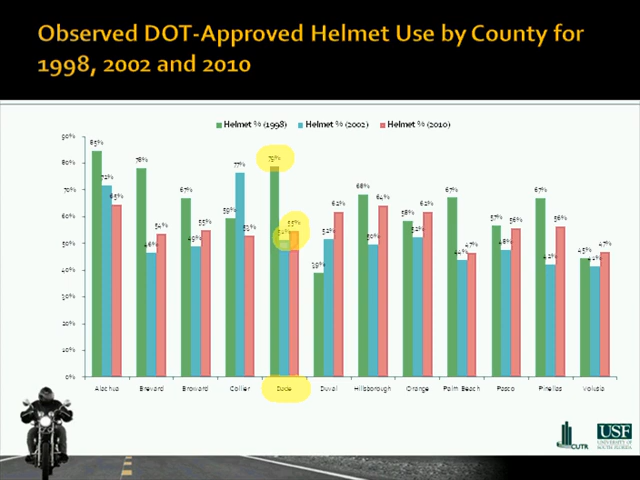 Observed DOT-Approved Helmet Use by County for
1998, 2002 and 2010
Helmet % (1998) Helmet % (2002) Helmet % (2010)
90%
80%
70%
60%
50%
40%
30%
20%
10%
0%
85% 72% 65%
78% 46% 54%
67% 49% 55%
59% 77% 53%
79% 55%
39% 52% 62%
68% 50% 64%
58% 52% 62%
67% 44% 47%
57% 48% 56%
67% 42% 56%
45% 47%
Alachua Brevard Broward Collier Dade Duval Hillsborough Orange Palm Beach Pasco Pinellas Volusia
CUTR
USF
UNIVERSITY OF
SOUTH FLORIDA